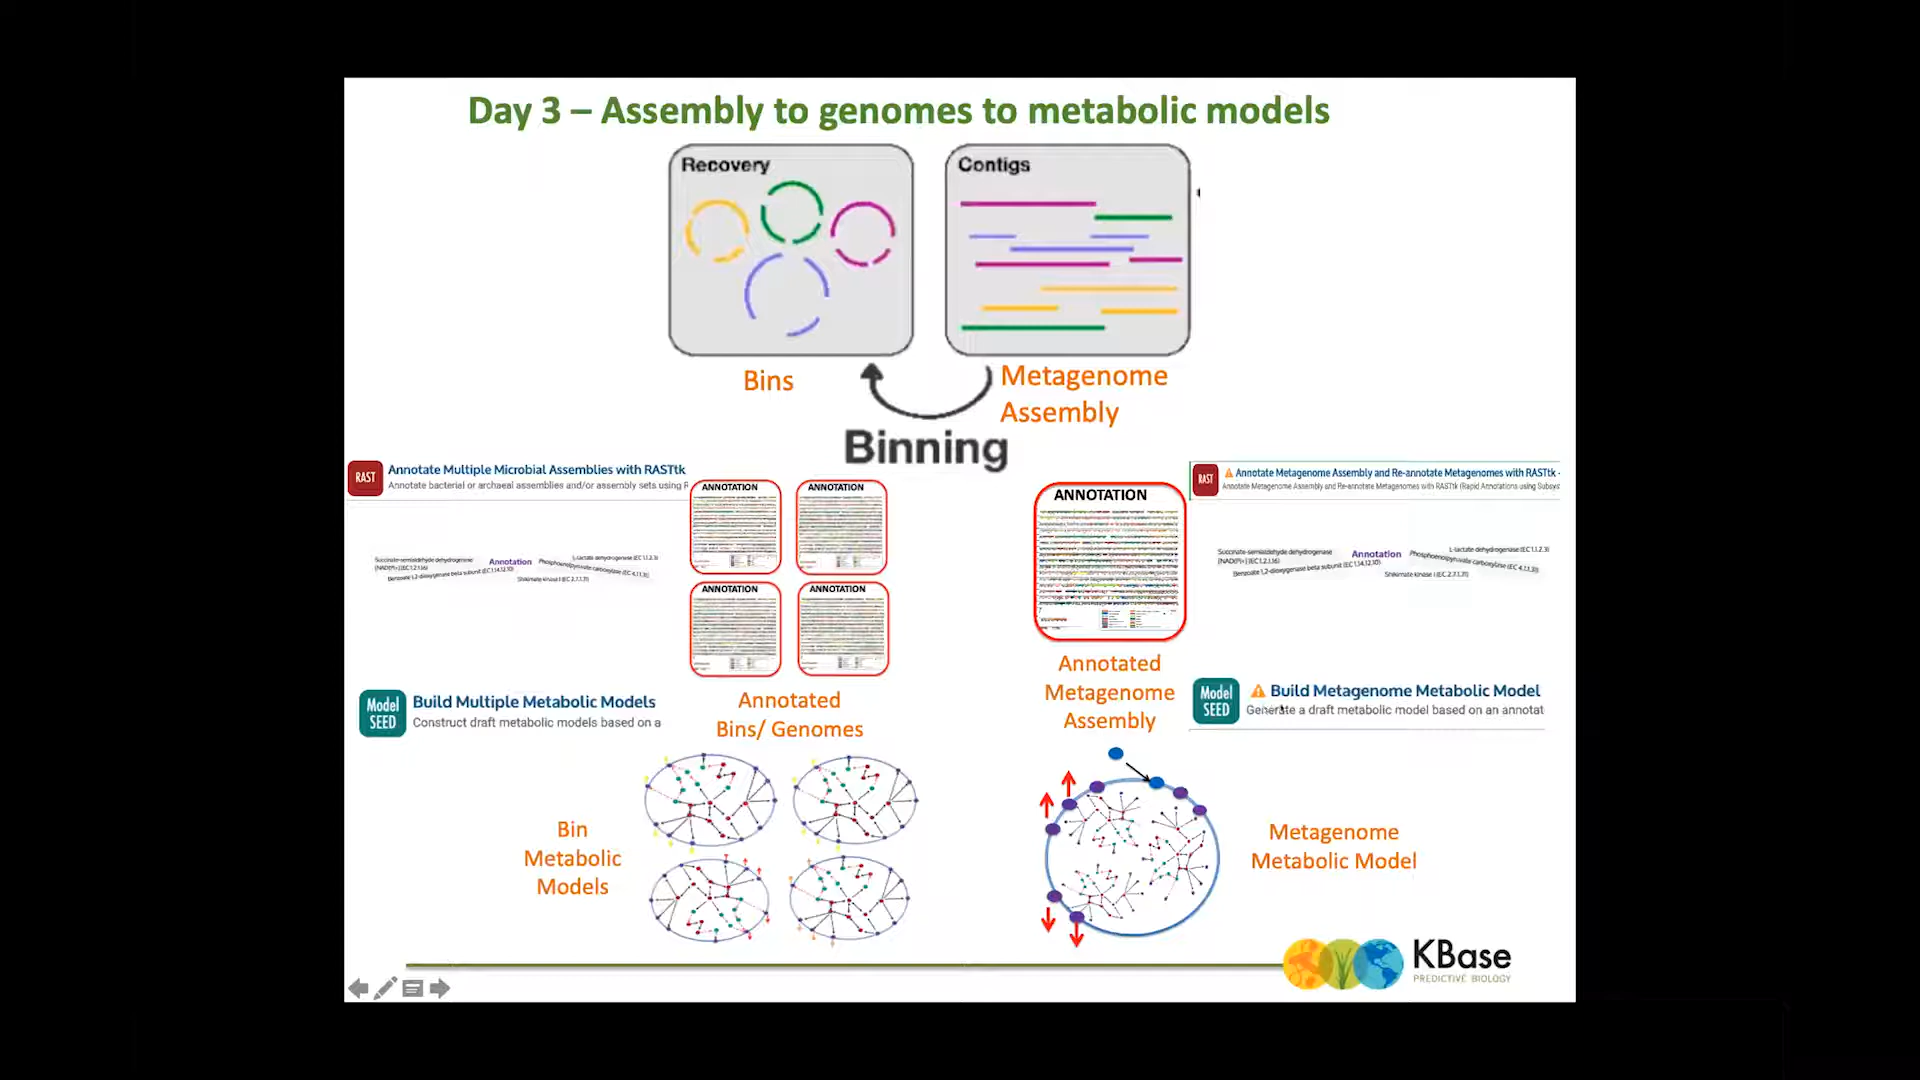 Day 3 – Assembly to genomes to metabolic models
Recovery
Contigs
Bins
Metagenome
Assembly
Binning
RAST
Annotate Multiple Microbial Assemblies with RASTtk
Annotate bacterial or archaeal assemblies and/or assembly sets using R
ANNOTATION
ANNOTATION
ANNOTATION
ANNOTATION
ANNOTATION
RAST
Annotate Metagenome Assembly and Re-annotate Metagenomes with RASTtk -
Annotate Metagenome Assembly and Re-annotate Metagenomes with RASTtk (Rapid Annotations using Subsys
Succinate-semialdehyde dehydrogenase
[NAD(P)+] (EC 1.2.1.16)
Benzoate 1,2-dioxygenase beta subunit (EC 1.14.12.10)
Annotation
L-lactate dehydrogenase (EC 1.1.2.3)
Phosphoenolpyruvate carboxylase (EC 4.1.1.31)
Shikimate kinase I (EC 2.7.1.71)
Succinate-semialdehyde dehydrogenase
[NAD(P)+] (EC 1.2.1.16)
Benzoate 1,2-dioxygenase beta subunit (EC 1.14.12.10)
Annotation
L-lactate dehydrogenase (EC 1.1.2.3)
Phosphoenolpyruvate carboxylase (EC 4.1.1.31)
Shikimate kinase I (EC 2.7.1.71)
Model
SEED
Build Multiple Metabolic Models
Construct draft metabolic models based on a
Annotated
Bins/ Genomes
Annotated
Metagenome
Assembly
Model
SEED
Build Metagenome Metabolic Model
Generate a draft metabolic model based on an annotat
Bin
Metabolic
Models
Metagenome
Metabolic Model
KBase
PREDICTIVE BIOLOGY